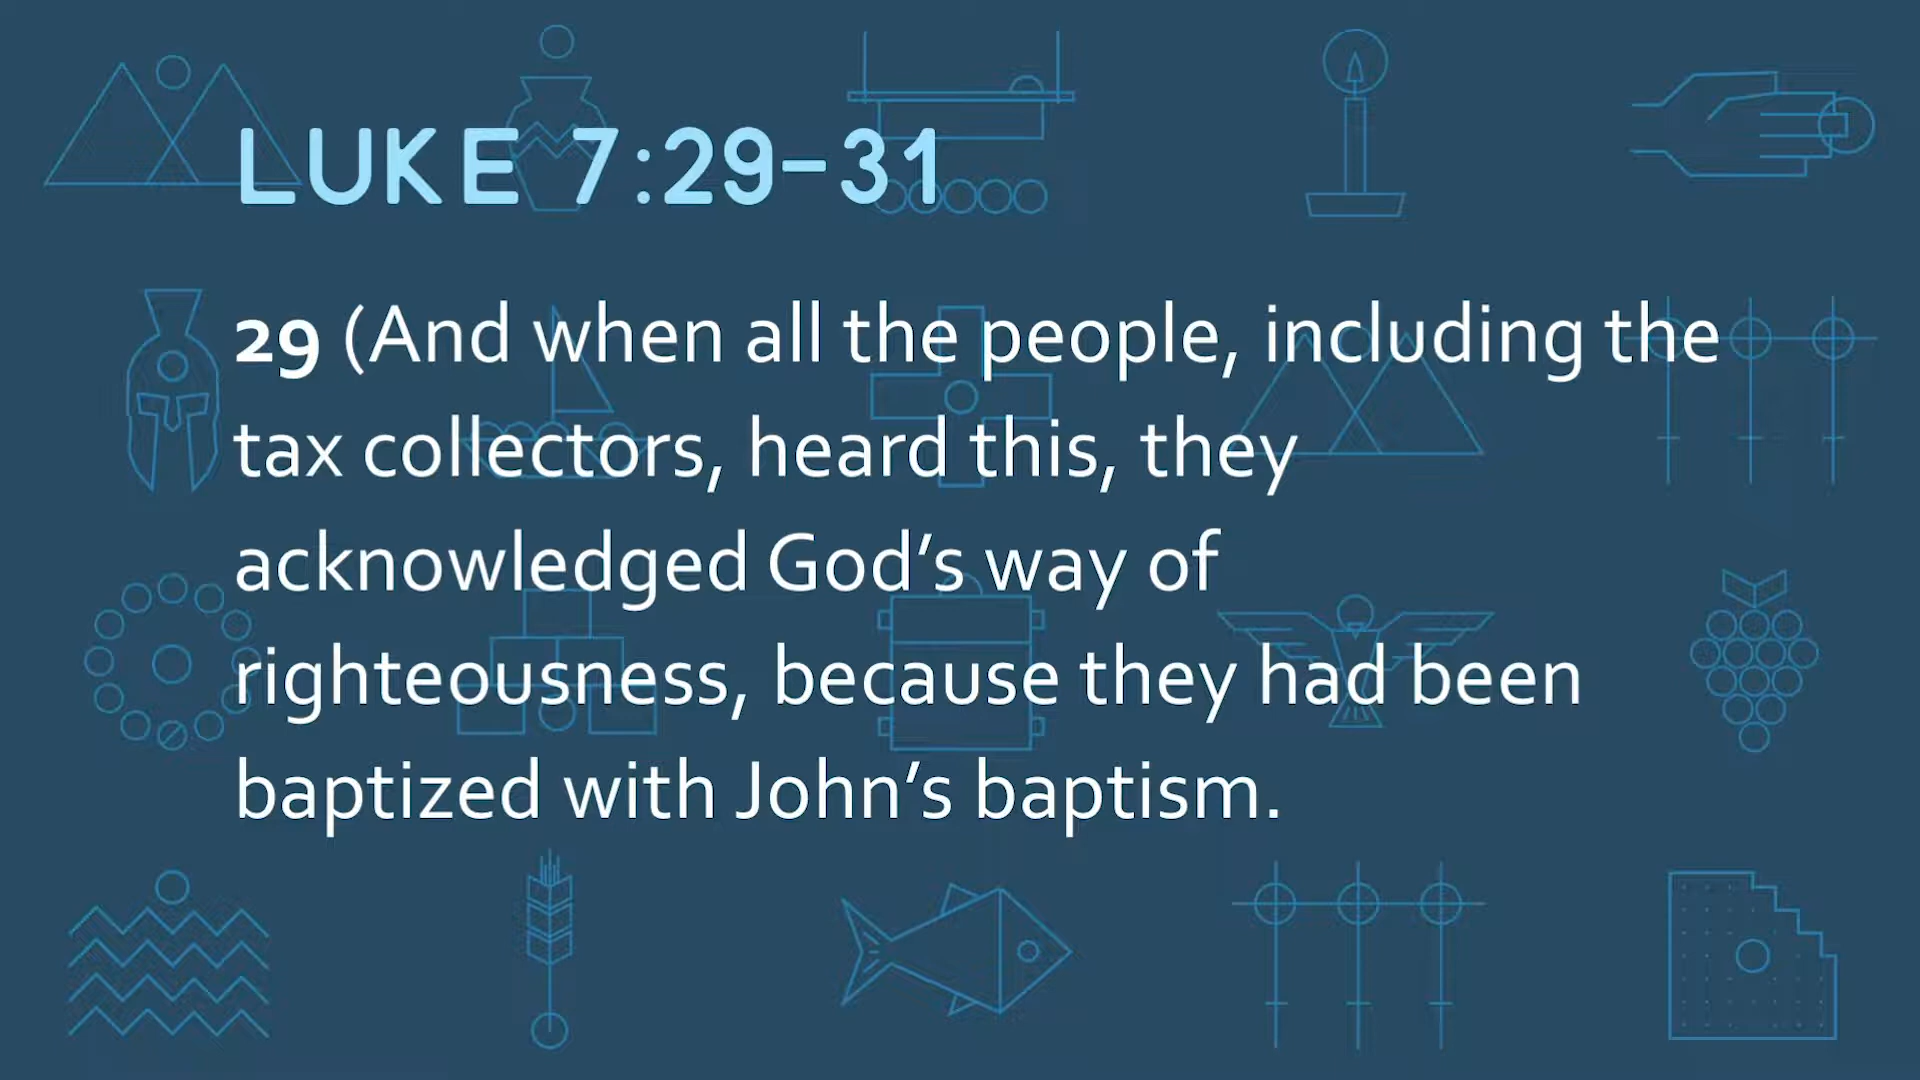 LUKE 7:29–31
29 (And when all the people, including the
tax collectors, heard this, they
acknowledged God’s way of
righteousness, because they had been
baptized with John’s baptism.